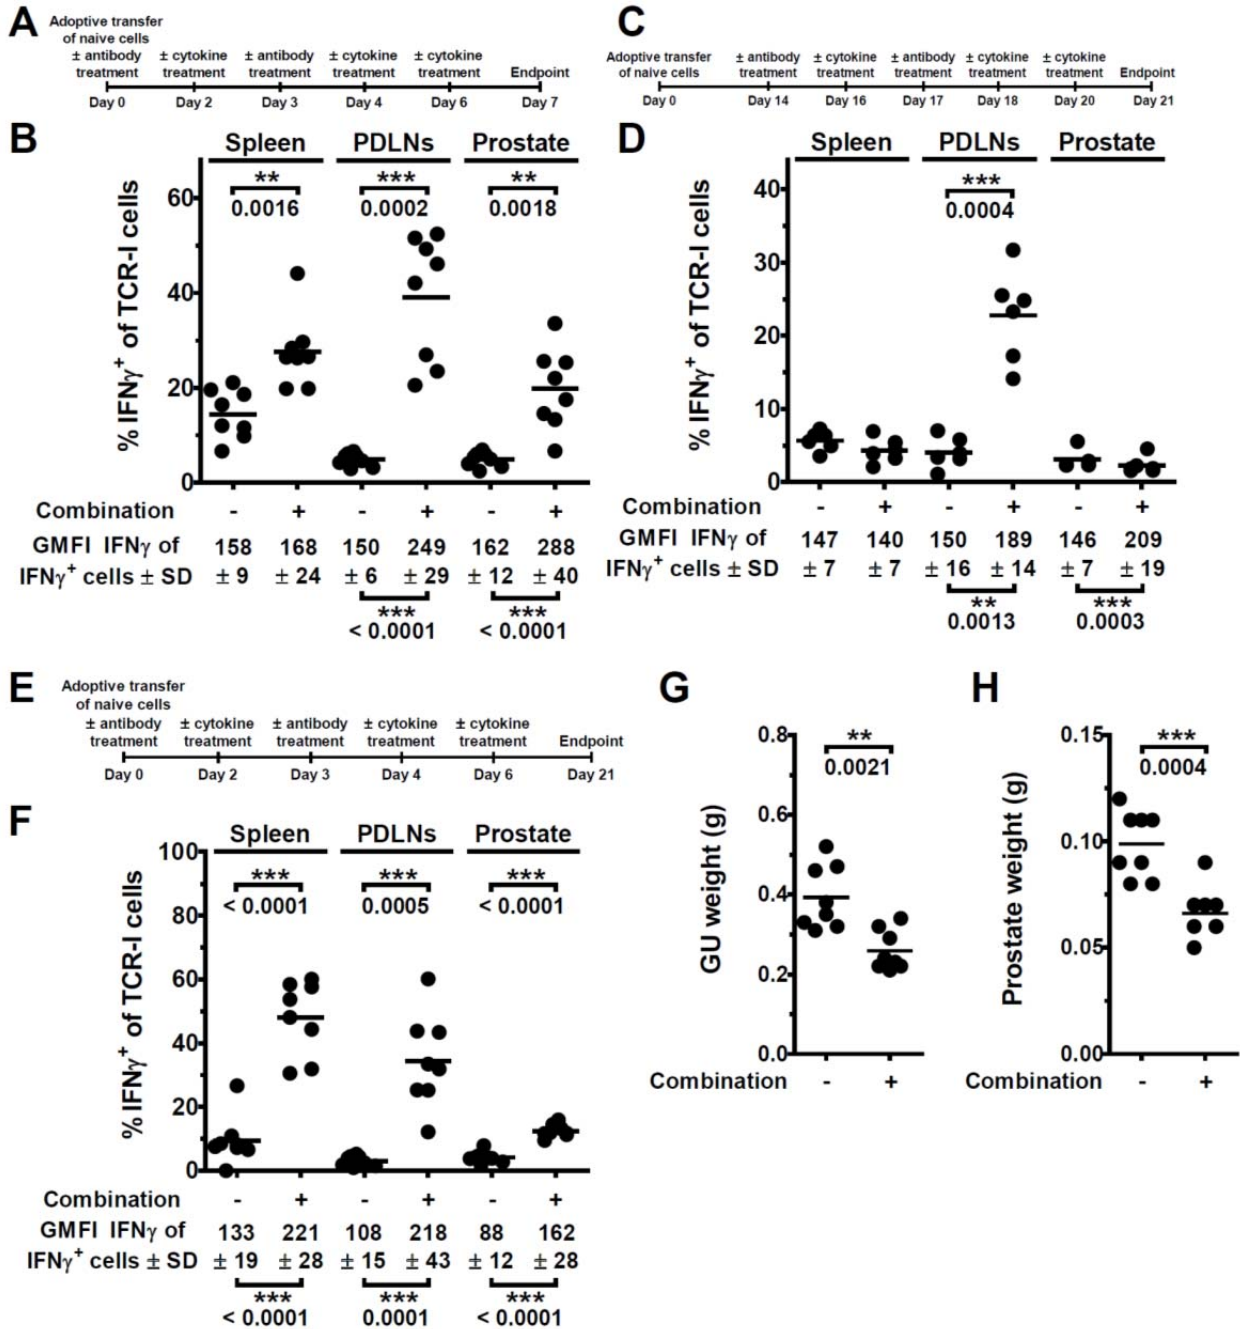 A
Adoptive transfer
of naive cells
± antibody ± cytokine ± antibody ± cytokine ± cytokine
treatment treatment treatment treatment treatment Endpoint
Day 0 Day 2 Day 3 Day 4 Day 6 Day 7
B
Spleen PDLNs Prostate
** *** **
0.0016 0.0002 0.0018
% IFNγ+ of TCR-I cells
60
40
20
0
Combination - + - + - +
GMFI IFNγ of 158 168 150 249 162 288
IFNγ+ cells ± SD ± 9 ± 24 ± 6 ± 29 ± 12 ± 40
*** ***
< 0.0001 < 0.0001
C
Adoptive transfer ± antibody ± cytokine ± antibody ± cytokine ± cytokine
of naive cells treatment treatment treatment treatment treatment Endpoint
Day 0 Day 14 Day 16 Day 17 Day 18 Day 20 Day 21
D
Spleen PDLNs Prostate
***
0.0004
% IFNγ+ of TCR-I cells
40
30
20
10
0
Combination - + - + - +
GMFI IFNγ of 147 140 150 189 146 209
IFNγ+ cells ± SD ± 7 ± 7 ± 16 ± 14 ± 7 ± 19
** ***
0.0013 0.0003
E
Adoptive transfer
of naive cells
± antibody ± cytokine ± antibody ± cytokine ± cytokine
treatment treatment treatment treatment treatment Endpoint
Day 0 Day 2 Day 3 Day 4 Day 6 Day 21
F
Spleen PDLNs Prostate
*** *** ***
< 0.0001 0.0005 < 0.0001
% IFNγ+ of TCR-I cells
100
80
60
40
20
0
Combination - + - + - +
GMFI IFNγ of 133 221 108 218 88 162
IFNγ+ cells ± SD ± 19 ± 28 ± 15 ± 43 ± 12 ± 28
*** *** ***
< 0.0001 0.0001 < 0.0001
G
**
0.0021
GU weight (g)
0.8
0.6
0.4
0.2
0.0
Combination - +
H
***
0.0004
Prostate weight (g)
0.15
0.10
0.05
0.00
Combination - +